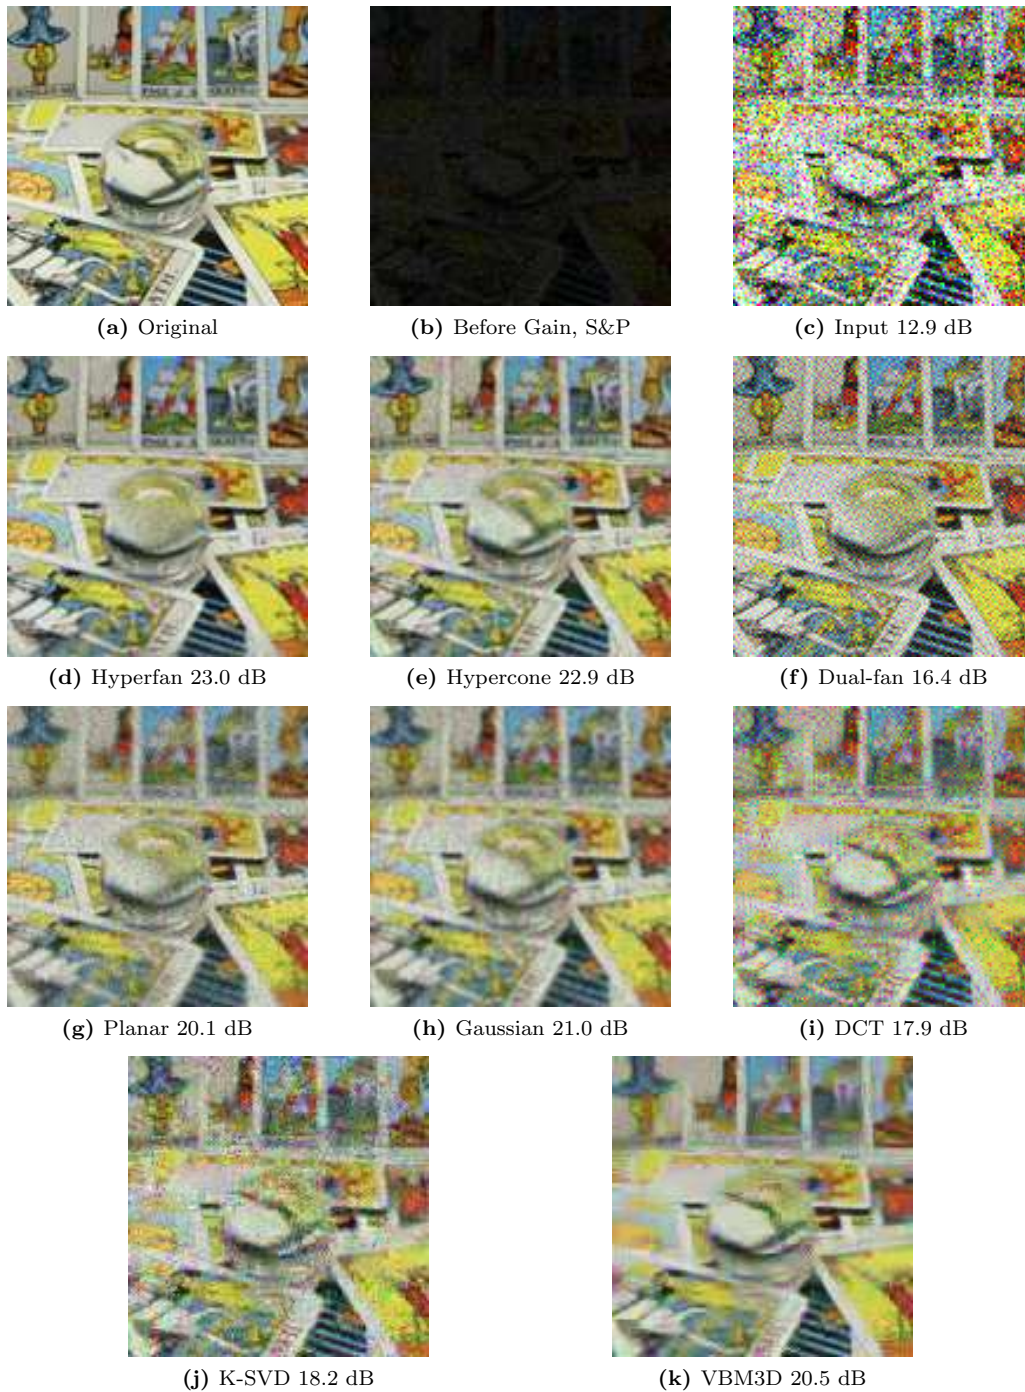 (a) Original
(b) Before Gain, S&P
(c) Input 12.9 dB
(d) Hyperfan 23.0 dB
(e) Hypercone 22.9 dB
(f) Dual-fan 16.4 dB
(g) Planar 20.1 dB
(h) Gaussian 21.0 dB
(i) DCT 17.9 dB
(j) K-SVD 18.2 dB
(k) VBM3D 20.5 dB